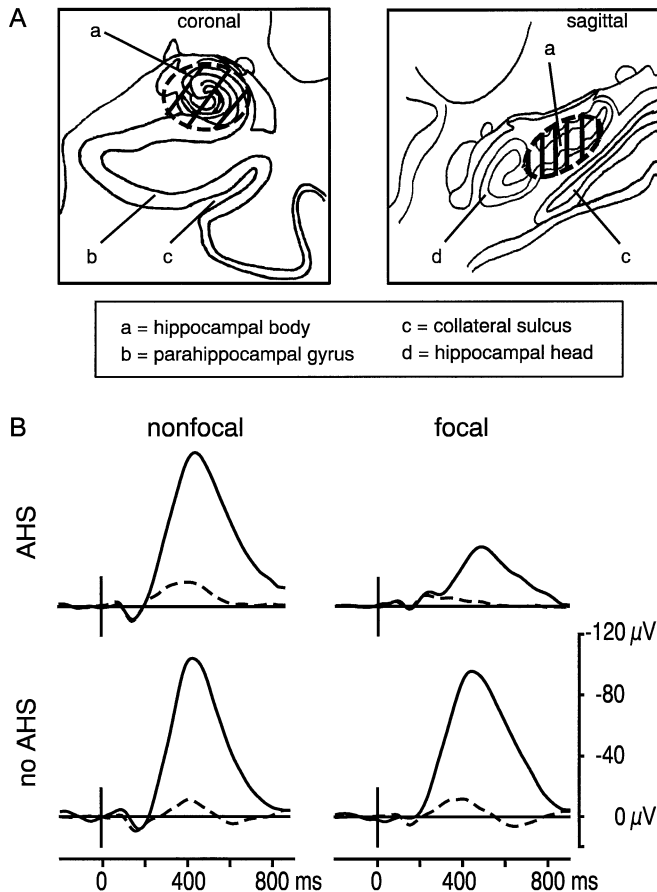 A
coronal
sagittal
a
a
b
c
d
c
a = hippocampal body
c = collateral sulcus
b = parahippocampal gyrus
d = hippocampal head
B
nonfocal
focal
AHS
-120 µV
-80
-40
no AHS
0 µV
0 400 800 ms
0 400 800 ms